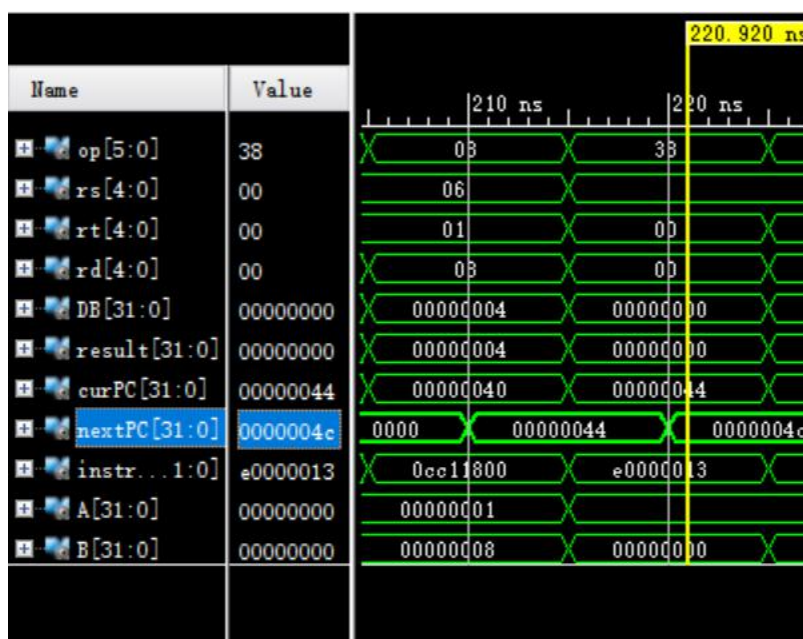 220.920 ns
Name Value
210 ns 220 ns
op[5:0] 38 38
rs[4:0] 00 06
rt[4:0] 00 01 00
rd[4:0] 00 00
DB[31:0] 00000000 00000004 00000000
result[31:0] 00000000 00000004 00000000
curPC[31:0] 00000044 00000040 00000044
nextPC[31:0] 0000004c 0000 00000044 0000004c
instr...1:0] e0000013 0cc11800 e0000013
A[31:0] 00000000 00000001
B[31:0] 00000000 00000008 00000000